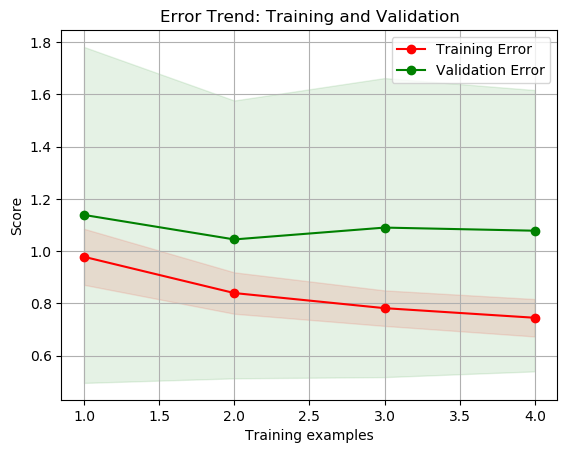 Error Trend: Training and Validation
Training Error
Validation Error
Score
1.8
1.6
1.4
1.2
1.0
0.8
0.6
1.0 1.5 2.0 2.5 3.0 3.5 4.0
Training examples